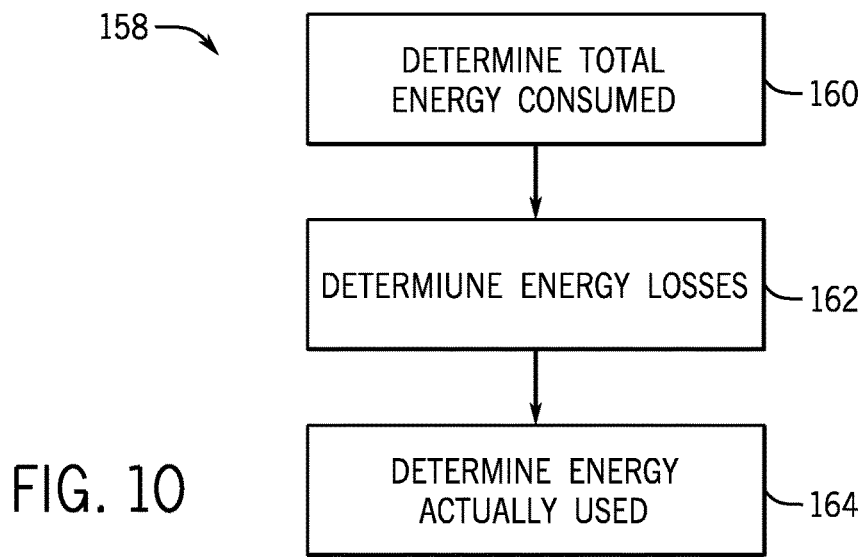 158
DETERMINE TOTAL
ENERGY CONSUMED
160
DETERMIUNE ENERGY LOSSES
162
DETERMINE ENERGY
ACTUALLY USED
164
FIG. 10